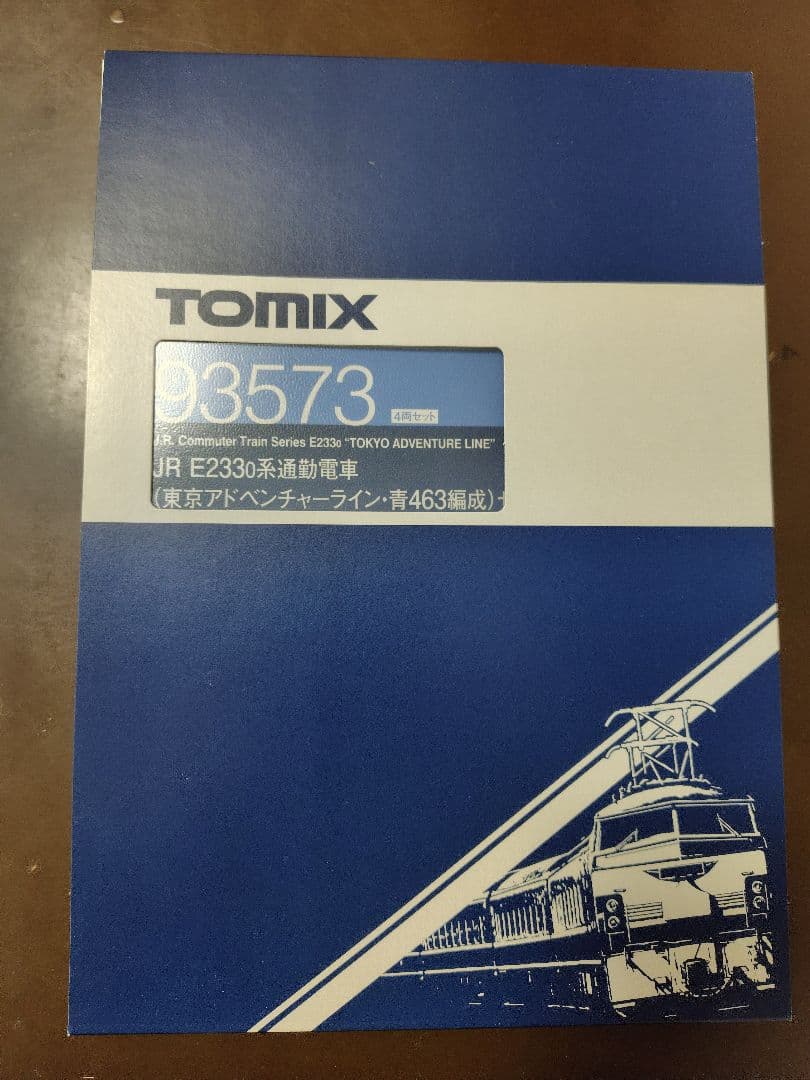 TOMIX
93573 4両セット
J.R. Commuter Train Series E2330 "TOKYO ADVENTURE LINE"
JR E2330系通勤電車
(東京アドベンチャーライン・青463編成)